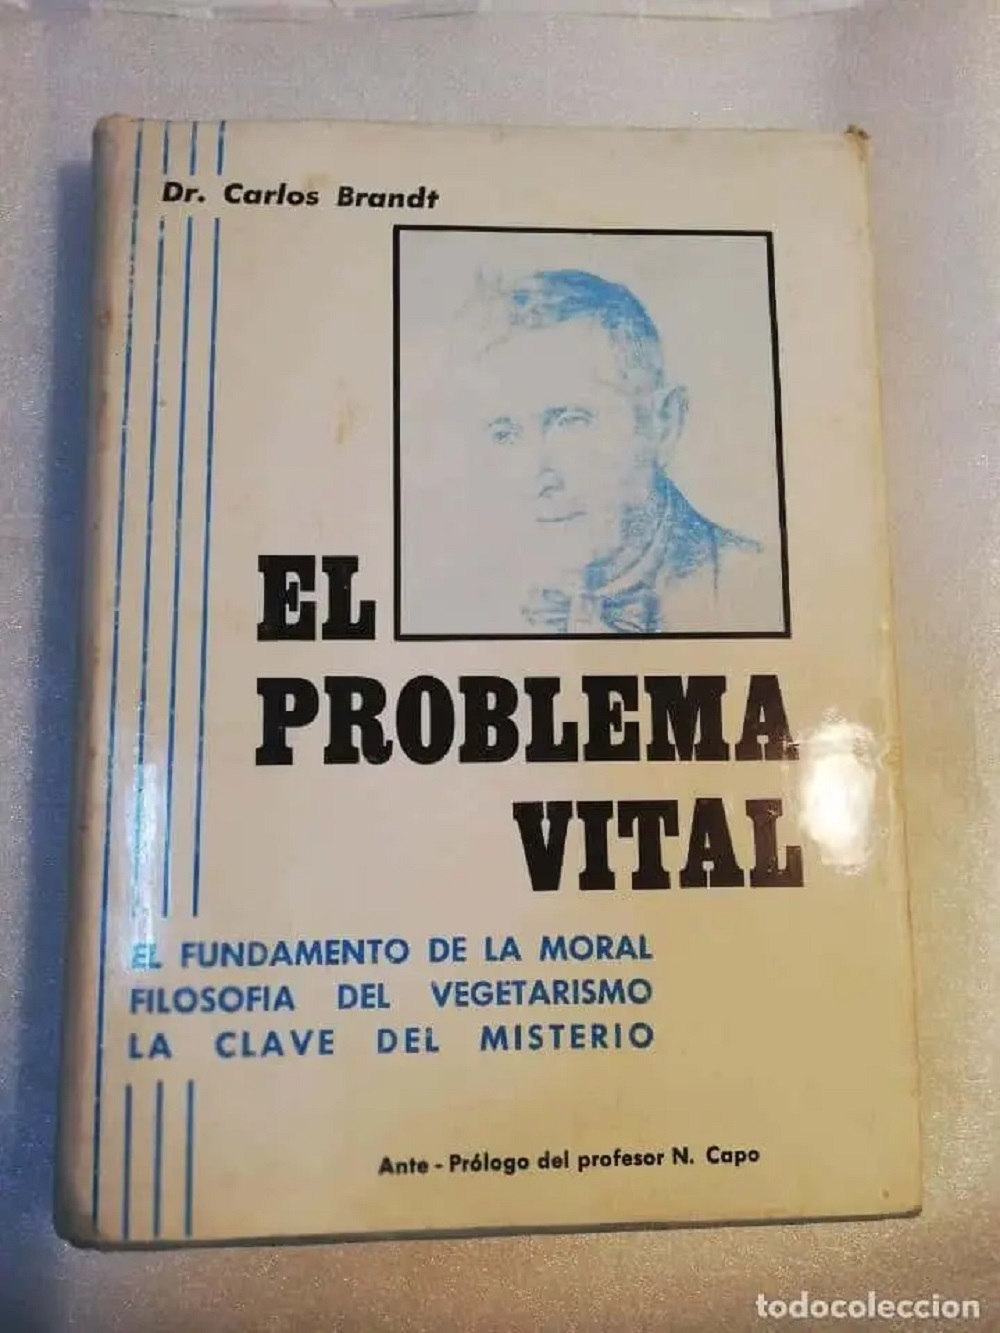 Dr. Carlos Brandt
EL
PROBLEMA
VITAL
EL FUNDAMENTO DE LA MORAL
FILOSOFIA DEL VEGETARISMO
LA CLAVE DEL MISTERIO
Ante - Prólogo del profesor N. Capo
todocoleccion